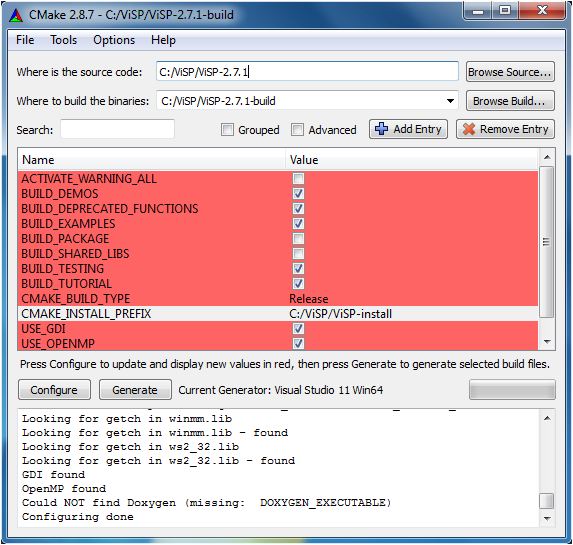 CMake 2.8.7 - C:/ViSP/ViSP-2.7.1-build
File Tools Options Help
Where is the source code: C:/ViSP/ViSP-2.7.1 Browse Source...
Where to build the binaries: C:/ViSP/ViSP-2.7.1-build Browse Build...
Search: Grouped Advanced Add Entry Remove Entry
Name Value
ACTIVATE_WARNING_ALL
BUILD_DEMOS
BUILD_DEPRECATED_FUNCTIONS
BUILD_EXAMPLES
BUILD_PACKAGE
BUILD_SHARED_LIBS
BUILD_TESTING
BUILD_TUTORIAL
CMAKE_BUILD_TYPE Release
CMAKE_INSTALL_PREFIX C:/ViSP/ViSP-install
USE_GDI
USE_OPENMP
Press Configure to update and display new values in red, then press Generate to generate selected build files.
Configure Generate Current Generator: Visual Studio 11 Win64
Looking for getch in winmm.lib
Looking for getch in winmm.lib - found
Looking for getch in ws2_32.lib
Looking for getch in ws2_32.lib - found
GDI found
OpenMP found
Could NOT find Doxygen (missing:  DOXYGEN_EXECUTABLE)
Configuring done